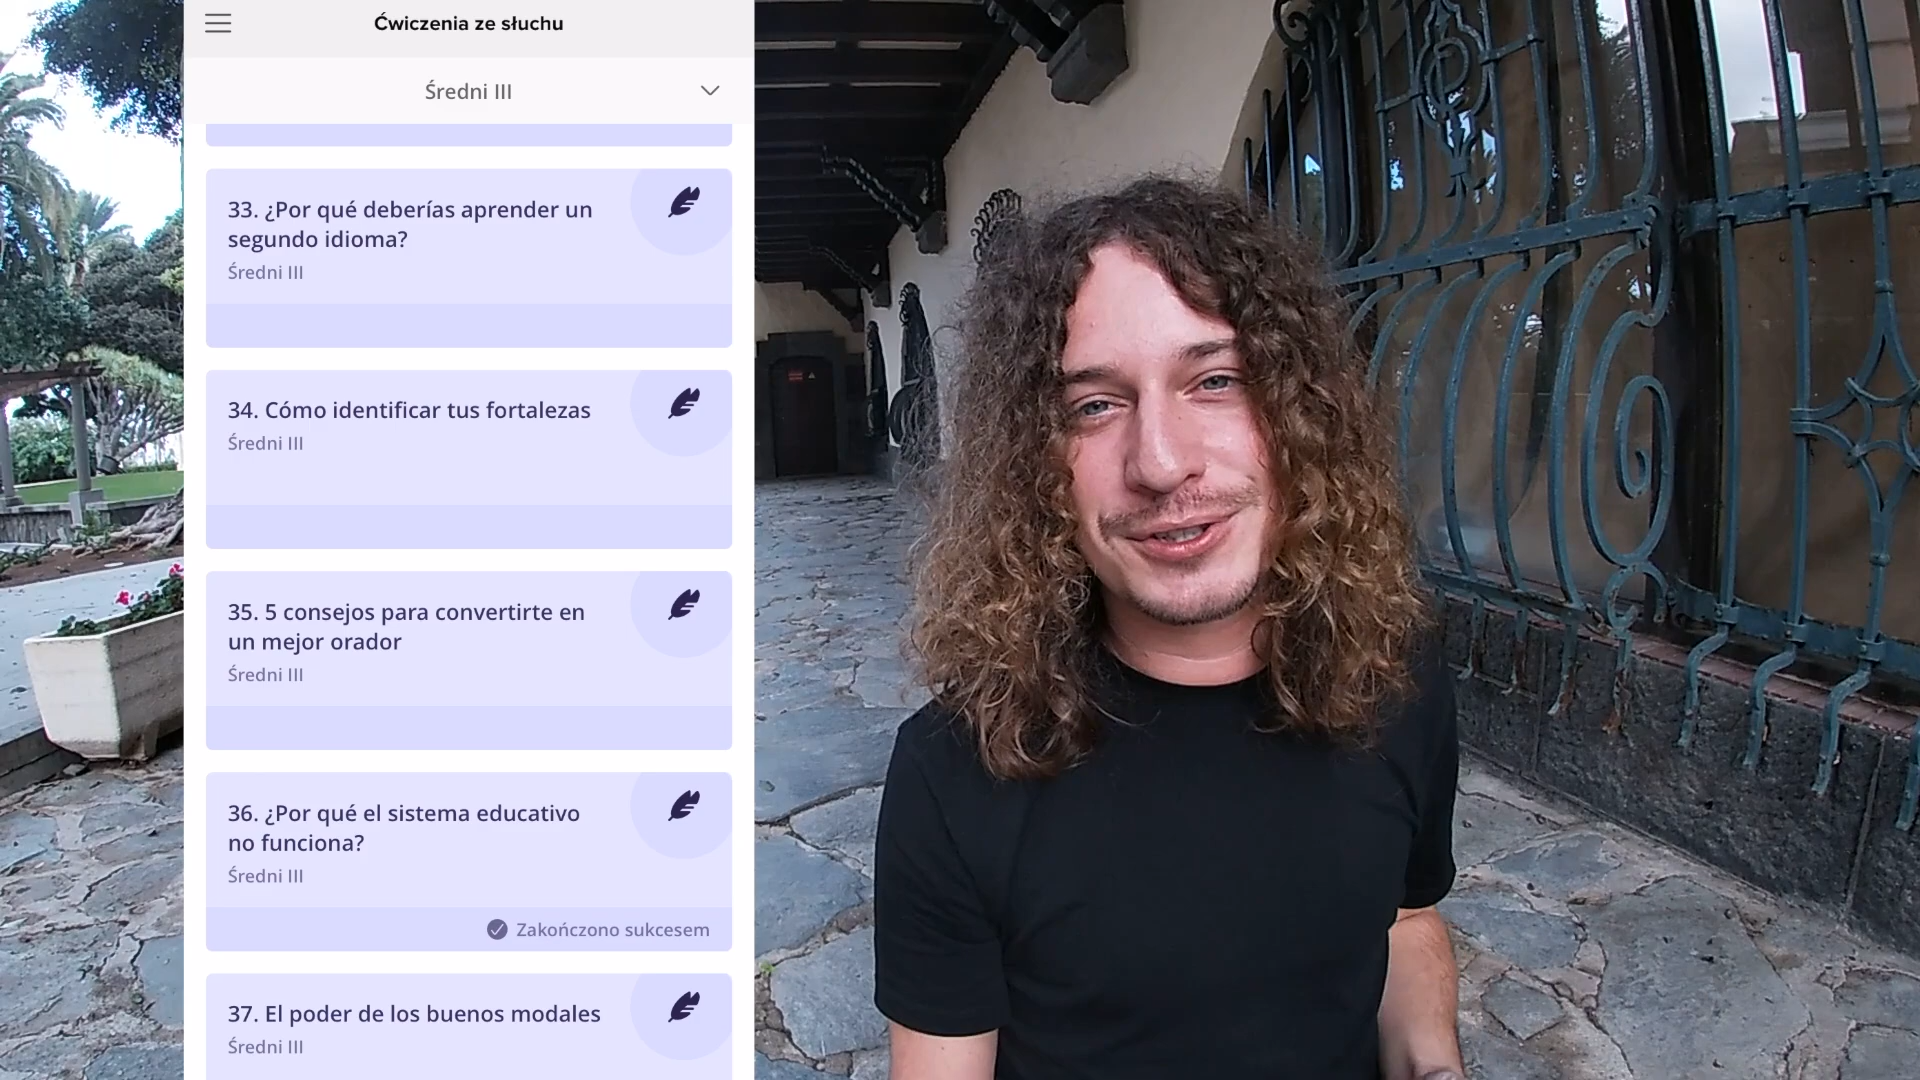 Ćwiczenia ze słuchu
Średni III
33. ¿Por qué deberías aprender un
segundo idioma?
Średni III
34. Cómo identificar tus fortalezas
Średni III
35. 5 consejos para convertirte en
un mejor orador
Średni III
36. ¿Por qué el sistema educativo
no funciona?
Średni III
Zakończono sukcesem
37. El poder de los buenos modales
Średni III